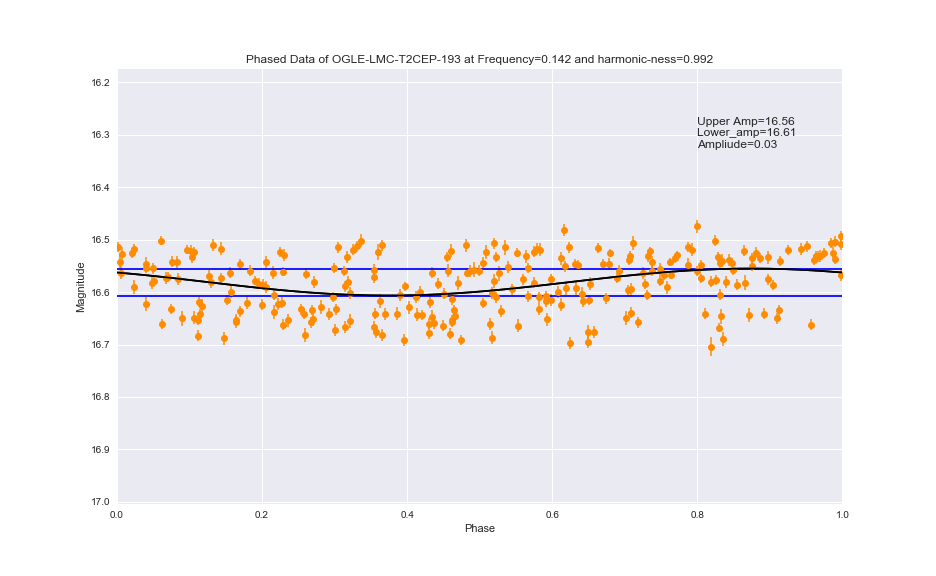 Phased Data of OGLE-LMC-T2CEP-193 at Frequency=0.142 and harmonic-ness=0.992
16.2
16.3
16.4
16.5
16.6
16.7
16.8
16.9
17.0
Magnitude
Upper Amp=16.56
Lower_amp=16.61
Ampliude=0.03
0.0
0.2
0.4
0.6
0.8
1.0
Phase